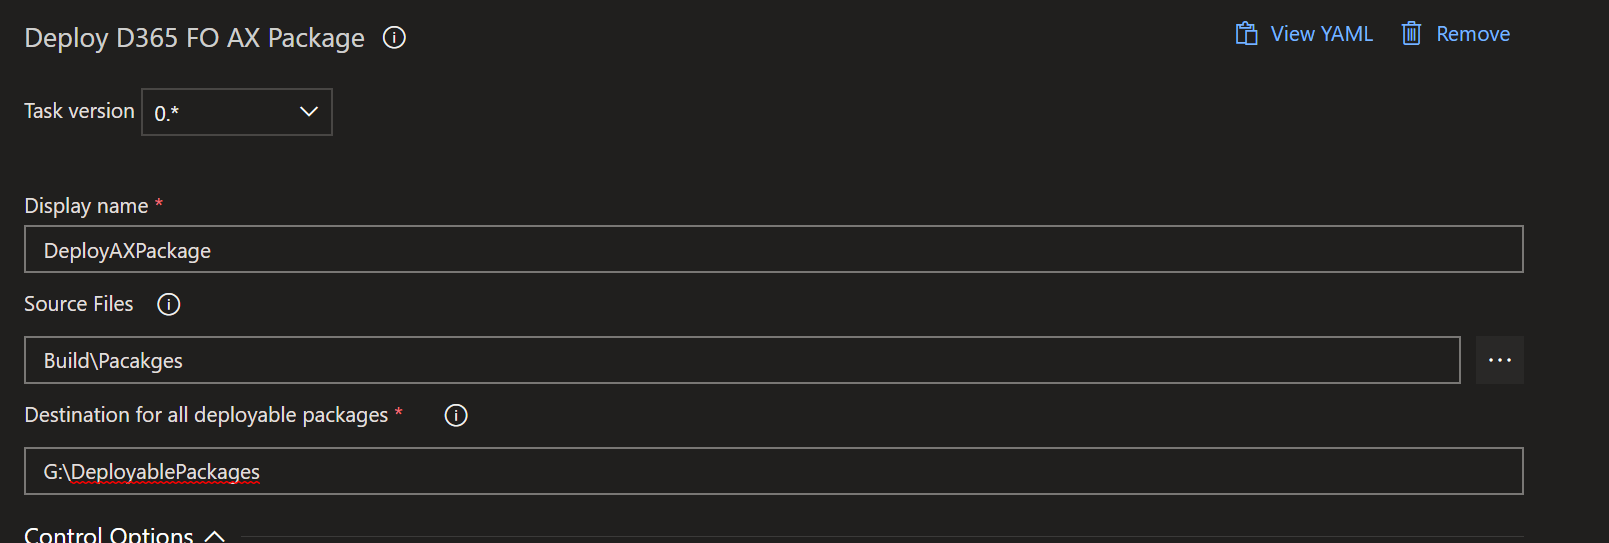 Deploy D365 FO AX Package
View YAML Remove
Task version 0.*
Display name *
DeployAXPackage
Source Files
Build\Pacakges
...
Destination for all deployable packages *
G:\DeployablePackages
Control Options